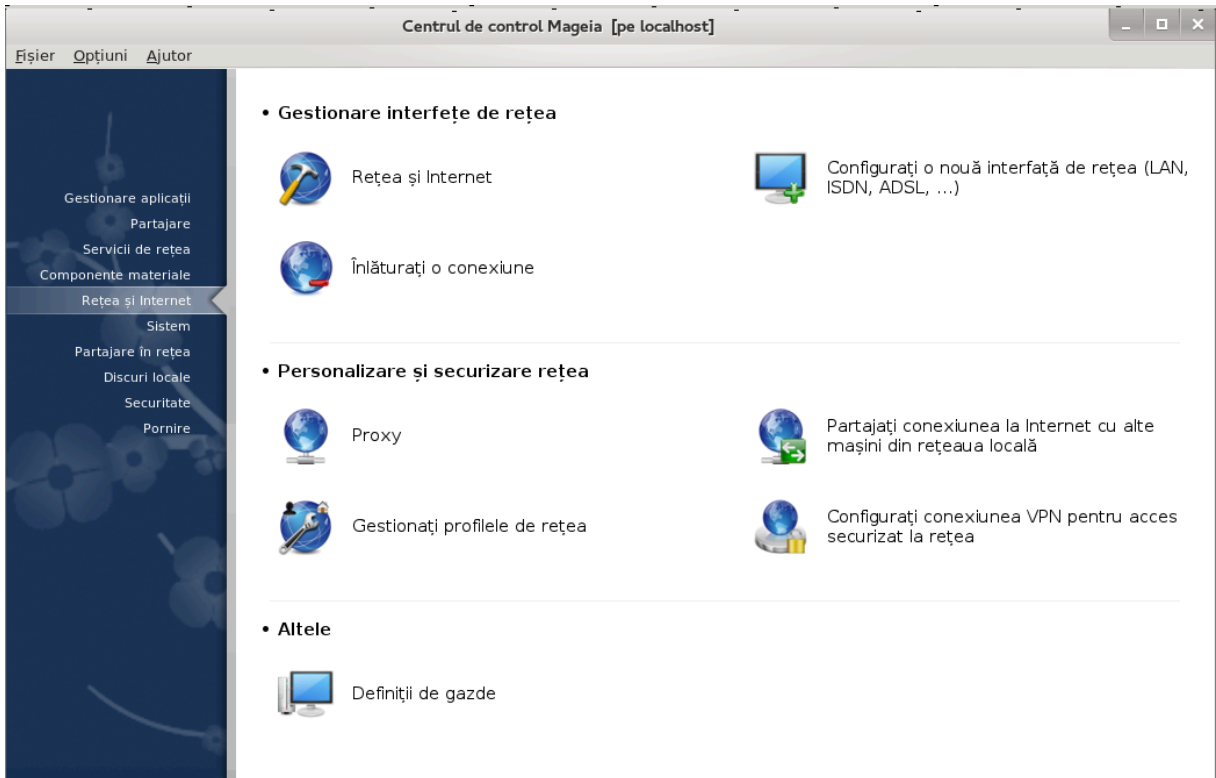 Centrul de control Mageia [pe localhost]
Fișier Opțiuni Ajutor
Gestionare aplicații
Partajare
Servicii de rețea
Componente materiale
Rețea și Internet
Sistem
Partajare în rețea
Discuri locale
Securitate
Pornire
• Gestionare interfețe de rețea
Rețea și Internet
Configurați o nouă interfață de rețea (LAN,
ISDN, ADSL, ...)
Înlăturați o conexiune
• Personalizare și securizare rețea
Proxy
Partajați conexiunea la Internet cu alte
mașini din rețeaua locală
Gestionați profilele de rețea
Configurați conexiunea VPN pentru acces
securizat la rețea
• Altele
Definiții de gazde